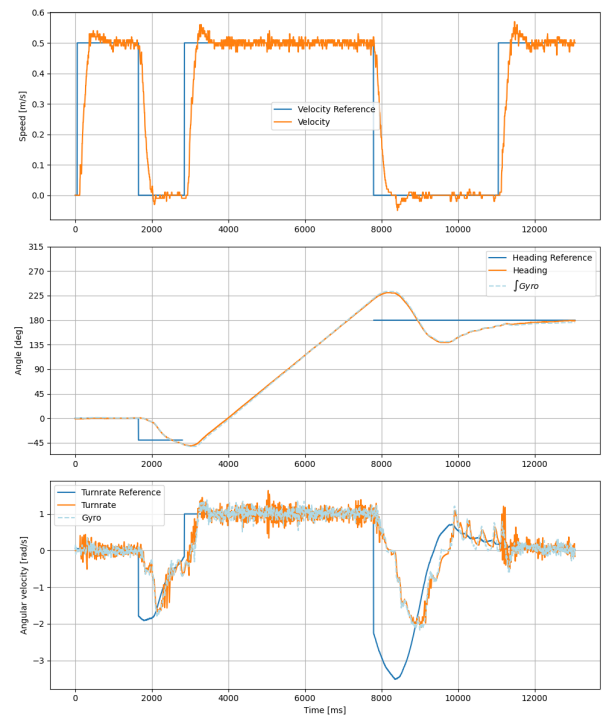 0.6
0.5
0.4
0.3
0.2
0.1
0.0
Speed [m/s]
Velocity Reference
Velocity
0 2000 4000 6000 8000 10000 12000
315
270
225
180
135
90
45
0
−45
Angle [deg]
Heading Reference
Heading
∫Gyro
0 2000 4000 6000 8000 10000 12000
1
0
−1
−2
−3
Angular velocity [rad/s]
Turnrate Reference
Turnrate
Gyro
0 2000 4000 6000 8000 10000 12000
Time [ms]